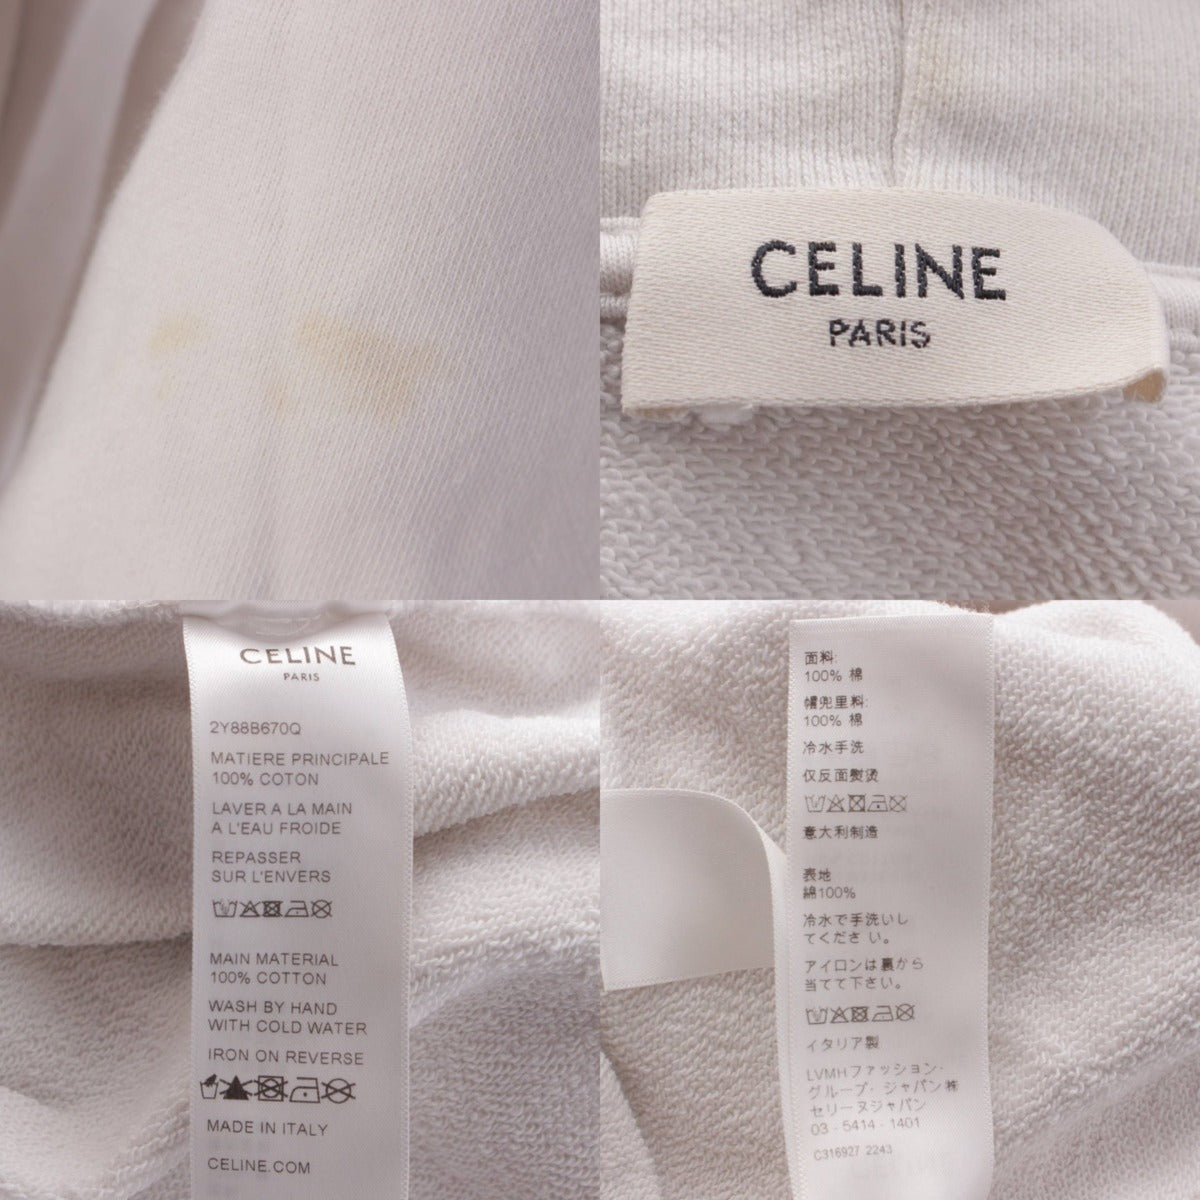 CELINE
PARIS
CELINE
PARIS
2Y88B670Q
MATIERE PRINCIPALE
100% COTON
LAVER A LA MAIN
A L'EAU FROIDE
REPASSER
SUR L'ENVERS
MAIN MATERIAL
100% COTTON
WASH BY HAND
WITH COLD WATER
IRON ON REVERSE
MADE IN ITALY
CELINE.COM
面料:
100% 棉
帽兜里料:
100% 棉
冷水手洗
仅反面熨烫
意大利制造
表地
綿100%
冷水で手洗いし
てくださ い。
アイロンは裏から
当てて下さい。
イタリア製
LVMHファッション・
グループ・ジャパン㈱
セリーヌジャパン
03 - 5414 - 1401
C316927 2243